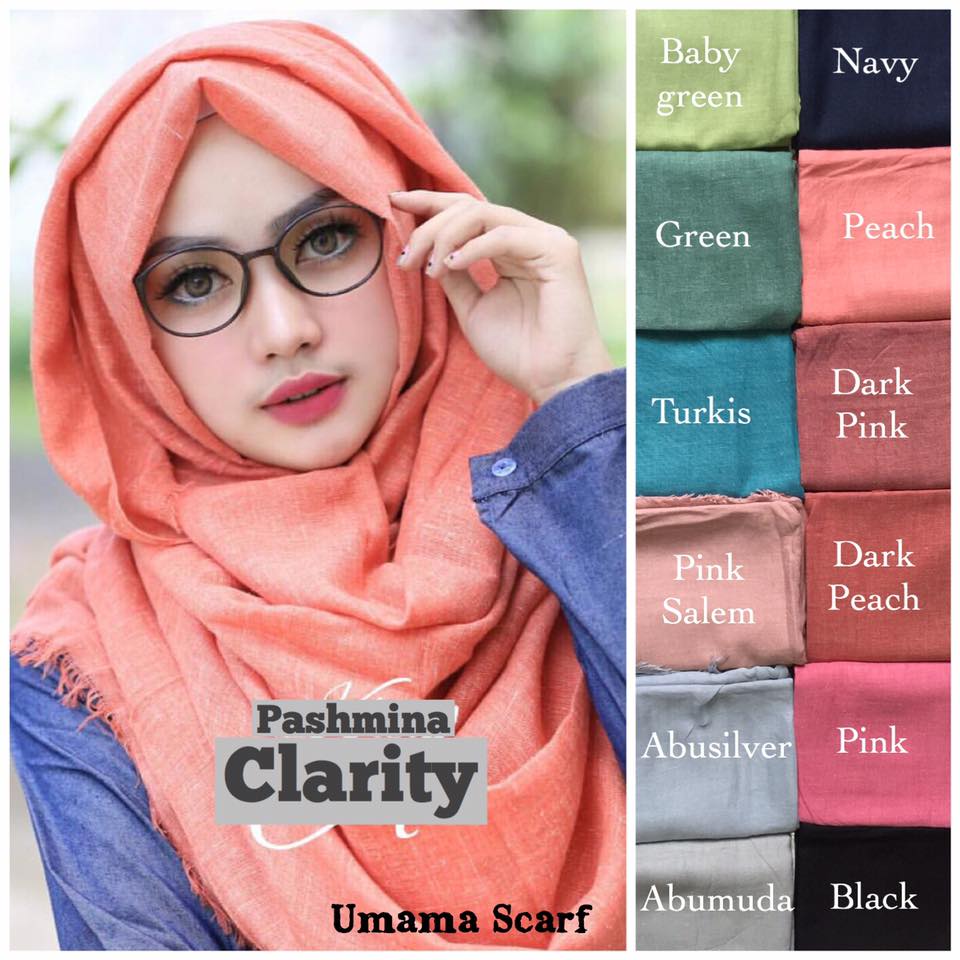 Pashmina
Clarity
Umama Scarf
Baby
green
Navy
Green
Peach
Turkis
Dark
Pink
Pink
Salem
Dark
Peach
Abusilver
Pink
Abumuda
Black